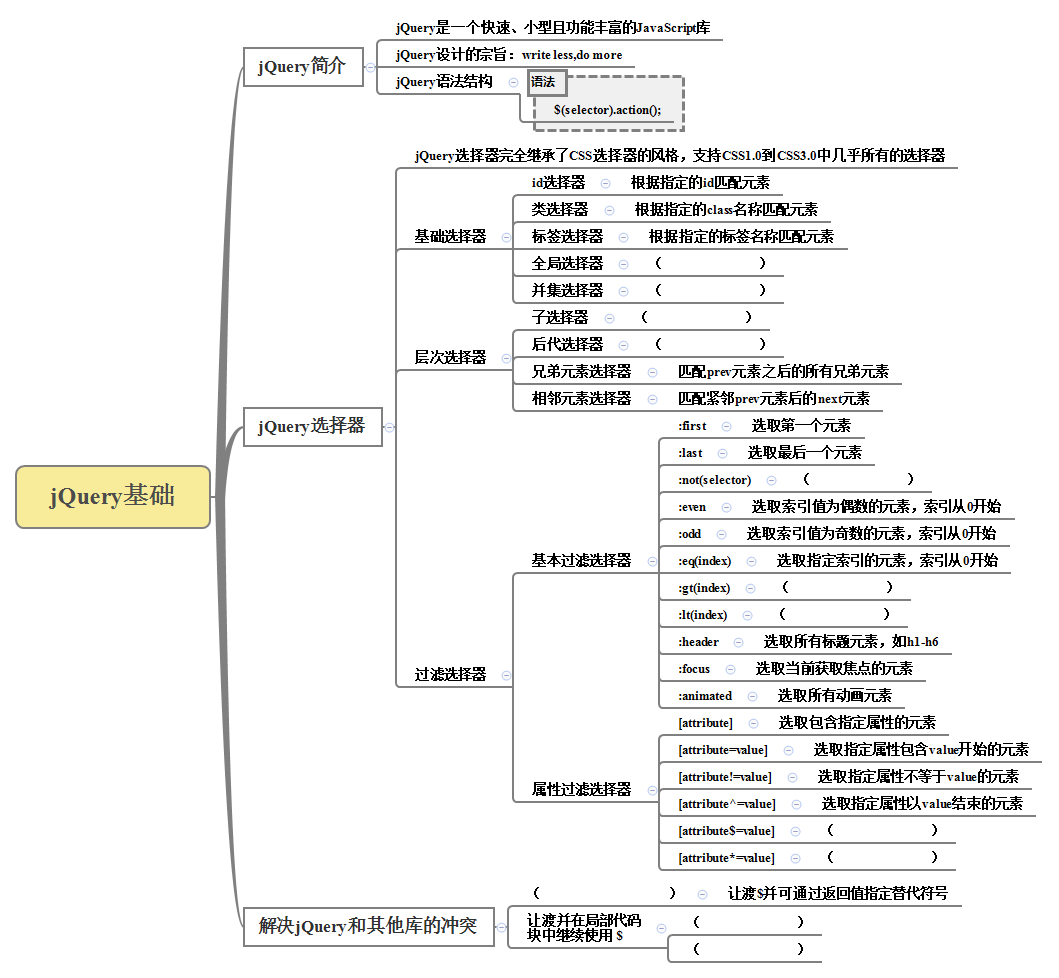 jQuery基础
jQuery简介
jQuery是一个快速、小型且功能丰富的JavaScript库
jQuery设计的宗旨：write less,do more
jQuery语法结构
语法
$(selector).action();
jQuery选择器
jQuery选择器完全继承了CSS选择器的风格，支持CSS1.0到CSS3.0中几乎所有的选择器
基础选择器
id选择器 根据指定的id匹配元素
类选择器 根据指定的class名称匹配元素
标签选择器 根据指定的标签名称匹配元素
全局选择器 （ ）
并集选择器 （ ）
层次选择器
子选择器 （ ）
后代选择器 （ ）
兄弟元素选择器 匹配prev元素之后的所有兄弟元素
相邻元素选择器 匹配紧邻prev元素后的next元素
过滤选择器
基本过滤选择器
:first 选取第一个元素
:last 选取最后一个元素
:not(selector) （ ）
:even 选取索引值为偶数的元素，索引从0开始
:odd 选取索引值为奇数的元素，索引从0开始
:eq(index) 选取指定索引的元素，索引从0开始
:gt(index) （ ）
:lt(index) （ ）
:header 选取所有标题元素，如h1-h6
:focus 选取当前获取焦点的元素
:animated 选取所有动画元素
属性过滤选择器
[attribute] 选取包含指定属性的元素
[attribute=value] 选取指定属性包含value开始的元素
[attribute!=value] 选取指定属性不等于value的元素
[attribute^=value] 选取指定属性以value结束的元素
[attribute$=value] （ ）
[attribute*=value] （ ）
解决jQuery和其他库的冲突
（ ） 让渡$并可通过返回值指定替代符号
让渡并在局部代码
块中继续使用 $
（ ）
（ ）